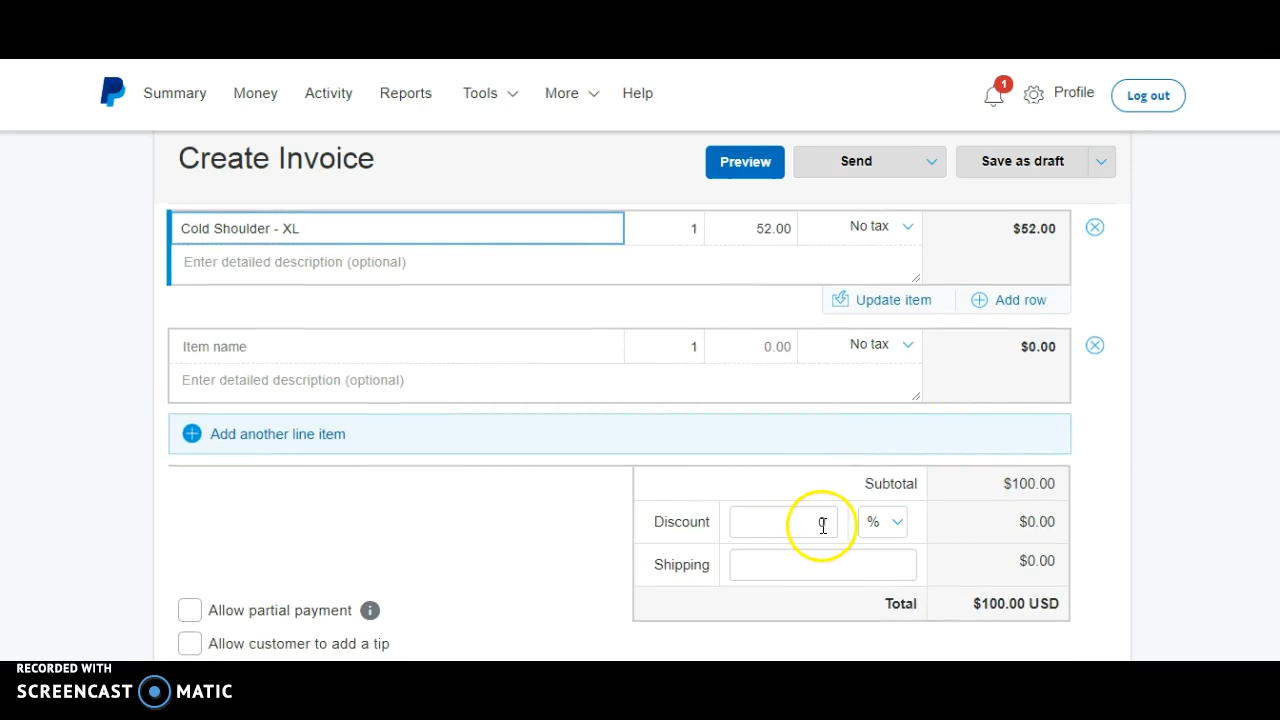 Summary Money Activity Reports Tools More Help 1 Profile Log out
Create Invoice Preview Send Save as draft
Cold Shoulder - XL 1 52.00 No tax $52.00
Enter detailed description (optional)
Update item Add row
Item name 1 0.00 No tax $0.00
Enter detailed description (optional)
Add another line item
Subtotal $100.00
Discount 0 % $0.00
Shipping $0.00
Total $100.00 USD
Allow partial payment i
Allow customer to add a tip
RECORDED WITH
SCREENCAST MATIC